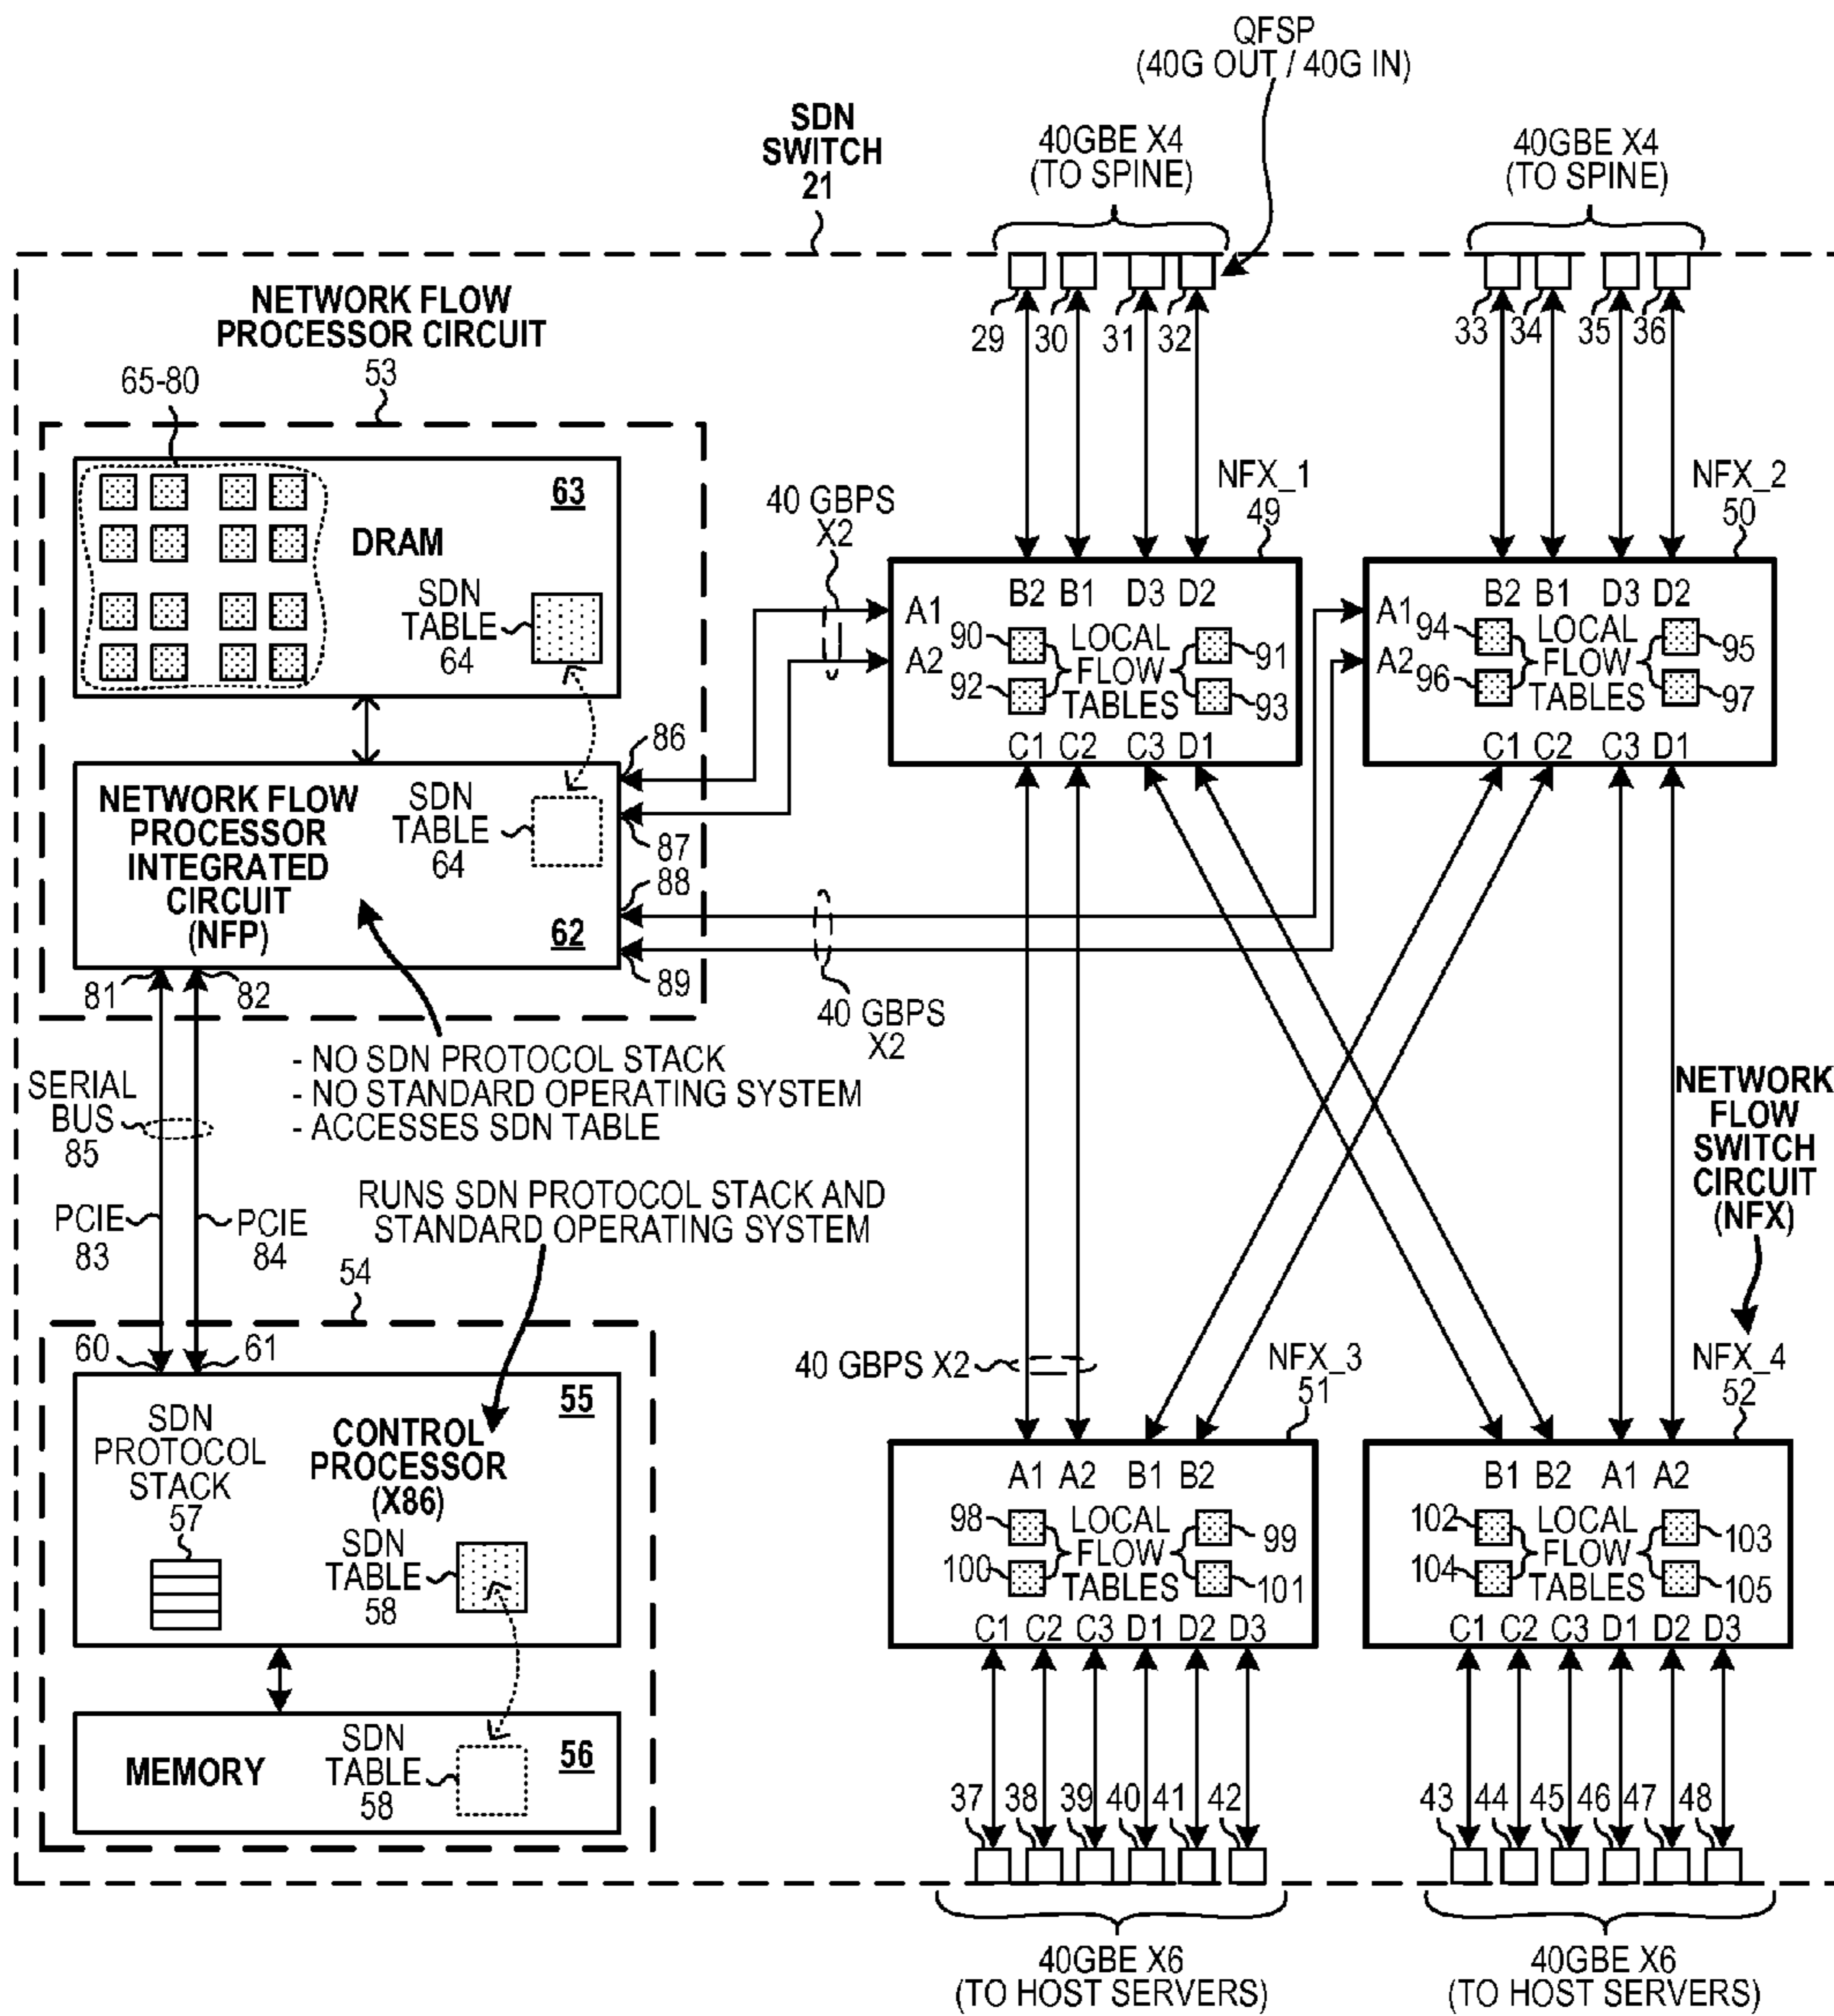 QFSP
(40G OUT / 40G IN)
SDN
SWITCH
21
40GBE X4
(TO SPINE)
40GBE X4
(TO SPINE)
29
30
31
32
33
34
35
36
NETWORK FLOW
PROCESSOR CIRCUIT
53
65-80
63
DRAM
SDN
TABLE
64
NETWORK FLOW
PROCESSOR
INTEGRATED
CIRCUIT
(NFP)
SDN
TABLE
64
62
86
87
88
89
81
82
40 GBPS
X2
40 GBPS
X2
NFX_1
49
B2 B1 D3 D2
A1
A2
90
91
92
93
LOCAL
FLOW
TABLES
C1 C2 C3 D1
NFX_2
50
B2 B1 D3 D2
A1
A2
94
95
96
97
LOCAL
FLOW
TABLES
C1 C2 C3 D1
- NO SDN PROTOCOL STACK
- NO STANDARD OPERATING SYSTEM
- ACCESSES SDN TABLE
SERIAL
BUS
85
PCIE
83
PCIE
84
RUNS SDN PROTOCOL STACK AND
STANDARD OPERATING SYSTEM
NETWORK
FLOW
SWITCH
CIRCUIT
(NFX)
54
60
61
55
SDN
PROTOCOL
STACK
57
CONTROL
PROCESSOR
(X86)
SDN
TABLE
58
MEMORY
SDN
TABLE
58
56
40 GBPS X2
NFX_3
51
A1 A2 B1 B2
98
99
100
101
LOCAL
FLOW
TABLES
C1 C2 C3 D1 D2 D3
NFX_4
52
B1 B2 A1 A2
102
103
104
105
LOCAL
FLOW
TABLES
C1 C2 C3 D1 D2 D3
37
38
39
40
41
42
43
44
45
46
47
48
40GBE X6
(TO HOST SERVERS)
40GBE X6
(TO HOST SERVERS)